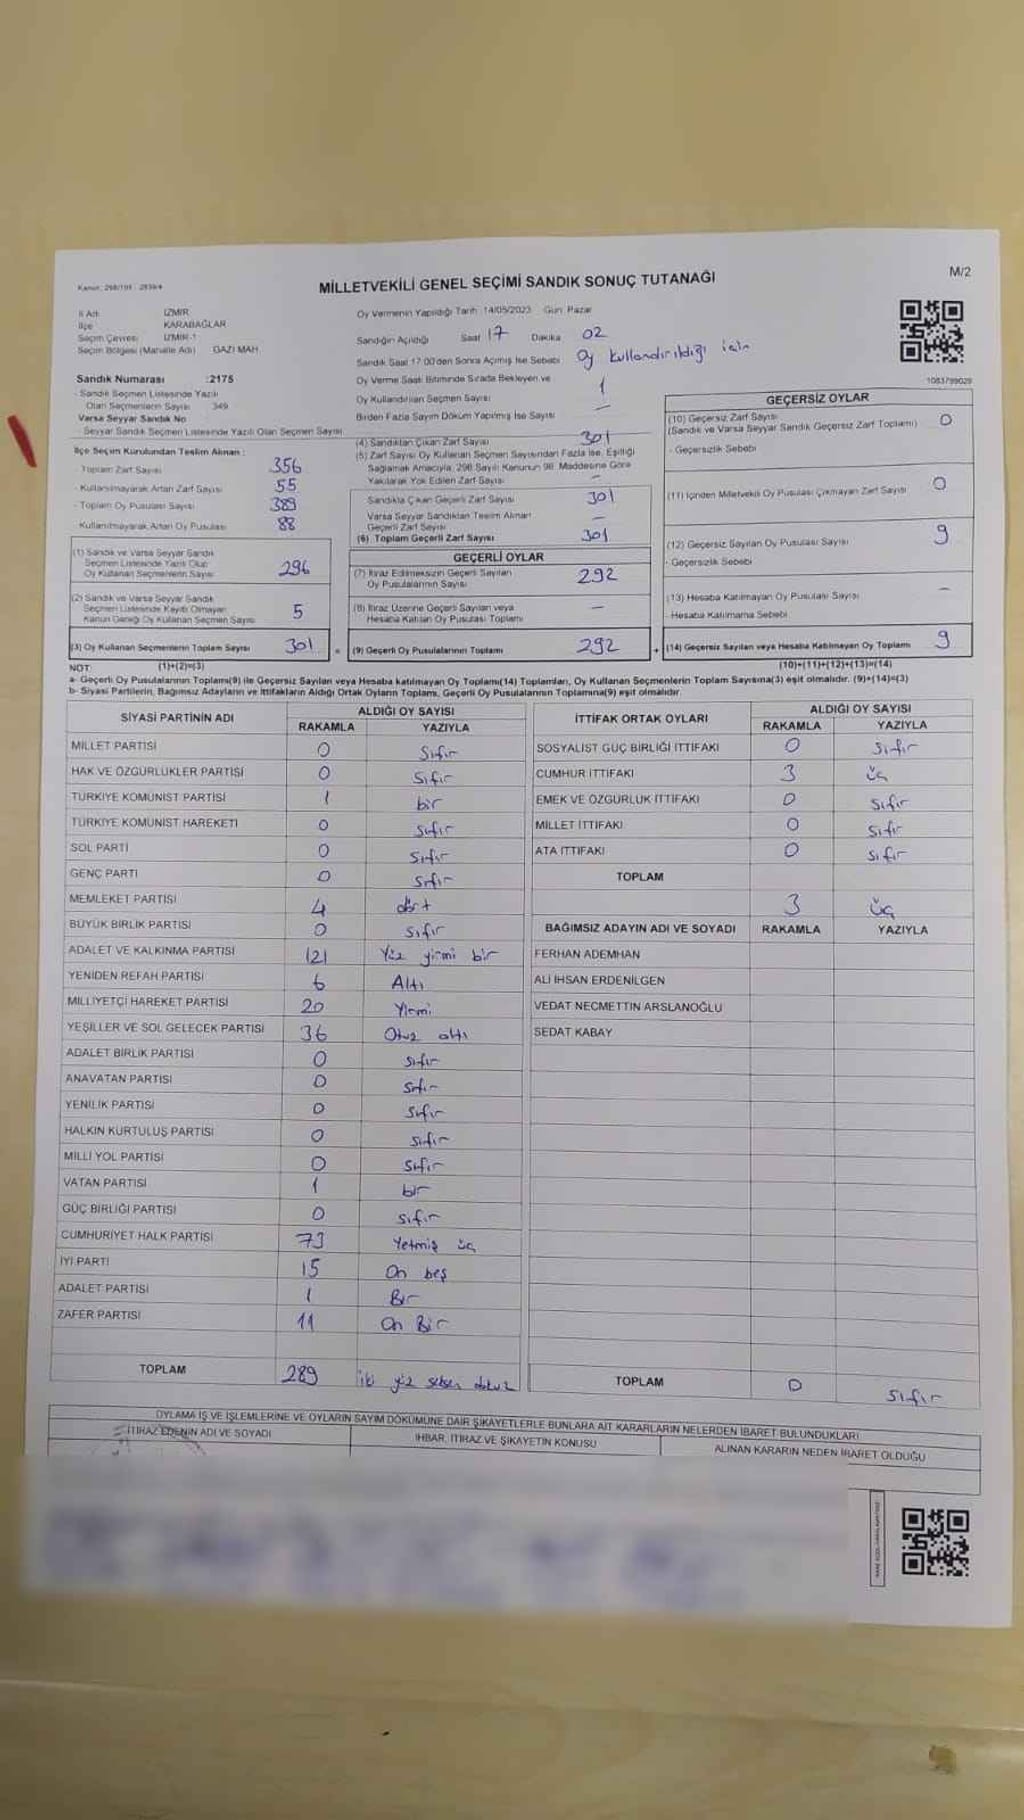 MİLLETVEKİLİ GENEL SEÇİMİ SANDIK SONUÇ TUTANAĞI
M/2
İl Adı İZMİR
İlçe KARABAĞLAR
Seçim Çevresi İZMİR-1
Seçim Bölgesi (Mahalle Adı) GAZİ MAH.
Oy Vermenin Yapıldığı Tarih: 14/05/2023 Gün: Pazar
Sandığın Açıldığı Saat 17 Dakika 02
Sandık Saat 17:00'den Sonra Açılmış İse Sebebi Oy kullandırıldığı için
Oy Verme Saati Bitiminde Sırada Bekleyen ve
Oy Kullandırılan Seçmen Sayısı 1
Birden Fazla Sayım Döküm Yapılmış İse Sayısı —
1083799029
Sandık Numarası :2175
- Sandık Seçmen Listesinde Yazılı
Olan Seçmenlerin Sayısı 349
Varsa Seyyar Sandık No
- Seyyar Sandık Seçmen Listesinde Yazılı Olan Seçmen Sayısı
İlçe Seçim Kurulundan Teslim Alınan :
- Toplam Zarf Sayısı 356
- Kullanılmayarak Artan Zarf Sayısı 55
- Toplam Oy Pusulası Sayısı 389
Kullanılmayarak Artan Oy Pusulası 88
(1) Sandık ve Varsa Seyyar Sandık
Seçmen Listesinde Yazılı Olup
Oy Kullanan Seçmenlerin Sayısı 296
(2) Sandık ve Varsa Seyyar Sandık
Seçmen Listesinde Kayıtlı Olmayan
Kanun Gereği Oy Kullanan Seçmen Sayısı 5
(3) Oy Kullanan Seçmenlerin Toplam Sayısı 301 =
(4) Sandıktan Çıkan Zarf Sayısı 301
(5) Zarf Sayısı Oy Kullanan Seçmen Sayısından Fazla İse, Eşitliği
Sağlamak Amacıyla, 298 Sayılı Kanunun 98. Maddesine Göre
Yakılarak Yok Edilen Zarf Sayısı —
Sandıkta Çıkan Geçerli Zarf Sayısı 301
Varsa Seyyar Sandıktan Teslim Alınan
Geçerli Zarf Sayısı —
(6) Toplam Geçerli Zarf Sayısı 301
GEÇERLİ OYLAR
(7) İtiraz Edilmeksizin Geçerli Sayılan
Oy Pusulalarının Sayısı 292
(8) İtiraz Üzerine Geçerli Sayılan veya
Hesaba Katılan Oy Pusulası Toplamı —
(9) Geçerli Oy Pusulalarının Toplamı 292 +
GEÇERSİZ OYLAR
(10) Geçersiz Zarf Sayısı 0
(Sandık ve Varsa Seyyar Sandık Geçersiz Zarf Toplamı)
- Geçersizlik Sebebi
(11) İçinden Milletvekili Oy Pusulası Çıkmayan Zarf Sayısı 0
(12) Geçersiz Sayılan Oy Pusulası Sayısı 9
- Geçersizlik Sebebi
(13) Hesaba Katılmayan Oy Pusulası Sayısı —
- Hesaba Katılmama Sebebi
(14) Geçersiz Sayılan veya Hesaba Katılmayan Oy Toplamı 9
NOT: (1)+(2)=(3) (10)+(11)+(12)+(13)=(14)
a- Geçerli Oy Pusulalarının Toplamı(9) ile Geçersiz Sayılan veya Hesaba katılmayan Oy Toplamı(14) Toplamları, Oy Kullanan Seçmenlerin Toplam Sayısına(3) eşit olmalıdır. (9)+(14)=(3)
b- Siyasi Partilerin, Bağımsız Adayların ve İttifakların Aldığı Ortak Oyların Toplamı, Geçerli Oy Pusulalarının Toplamına(9) eşit olmalıdır.
SİYASİ PARTİNİN ADI ALDIĞI OY SAYISI
RAKAMLA YAZIYLA
MİLLET PARTİSİ 0 Sıfır
HAK VE ÖZGÜRLÜKLER PARTİSİ 0 Sıfır
TÜRKİYE KOMÜNİST PARTİSİ 1 bir
TÜRKİYE KOMÜNİST HAREKETİ 0 Sıfır
SOL PARTİ 0 Sıfır
GENÇ PARTİ 0 Sıfır
MEMLEKET PARTİSİ 4 dört
BÜYÜK BİRLİK PARTİSİ 0 Sıfır
ADALET VE KALKINMA PARTİSİ 121 Yüz yirmi bir
YENİDEN REFAH PARTİSİ 6 Altı
MİLLİYETÇİ HAREKET PARTİSİ 20 Yirmi
YEŞİLLER VE SOL GELECEK PARTİSİ 36 Otuz altı
ADALET BİRLİK PARTİSİ 0 Sıfır
ANAVATAN PARTİSİ 0 Sıfır
YENİLİK PARTİSİ 0 Sıfır
HALKIN KURTULUŞ PARTİSİ 0 Sıfır
MİLLİ YOL PARTİSİ 0 Sıfır
VATAN PARTİSİ 1 bir
GÜÇ BİRLİĞİ PARTİSİ 0 Sıfır
CUMHURİYET HALK PARTİSİ 73 Yetmiş üç
İYİ PARTİ 15 On beş
ADALET PARTİSİ 1 Bir
ZAFER PARTİSİ 11 On Bir
TOPLAM 289 iki yüz seksen dokuz
İTTİFAK ORTAK OYLARI ALDIĞI OY SAYISI
RAKAMLA YAZIYLA
SOSYALİST GÜÇ BİRLİĞİ İTTİFAKI 0 Sıfır
CUMHUR İTTİFAKI 3 üç
EMEK VE ÖZGÜRLÜK İTTİFAKI 0 Sıfır
MİLLET İTTİFAKI 0 Sıfır
ATA İTTİFAKI 0 Sıfır
TOPLAM 3 üç
BAĞIMSIZ ADAYIN ADI VE SOYADI RAKAMLA YAZIYLA
FERHAN ADEMHAN
ALİ İHSAN ERDENİLGEN
VEDAT NECMETTİN ARSLANOĞLU
SEDAT KABAY
TOPLAM 0 Sıfır
OYLAMA İŞ VE İŞLEMLERİNE VE OYLARIN SAYIM DÖKÜMÜNE DAİR ŞİKAYETLERLE BUNLARA AİT KARARLARIN NELERDEN İBARET BULUNDUKLARI
İTİRAZ EDENİN ADI VE SOYADI
İHBAR, İTİRAZ VE ŞİKAYETİN KONUSU
ALINAN KARARIN NEDEN İBARET OLDUĞU